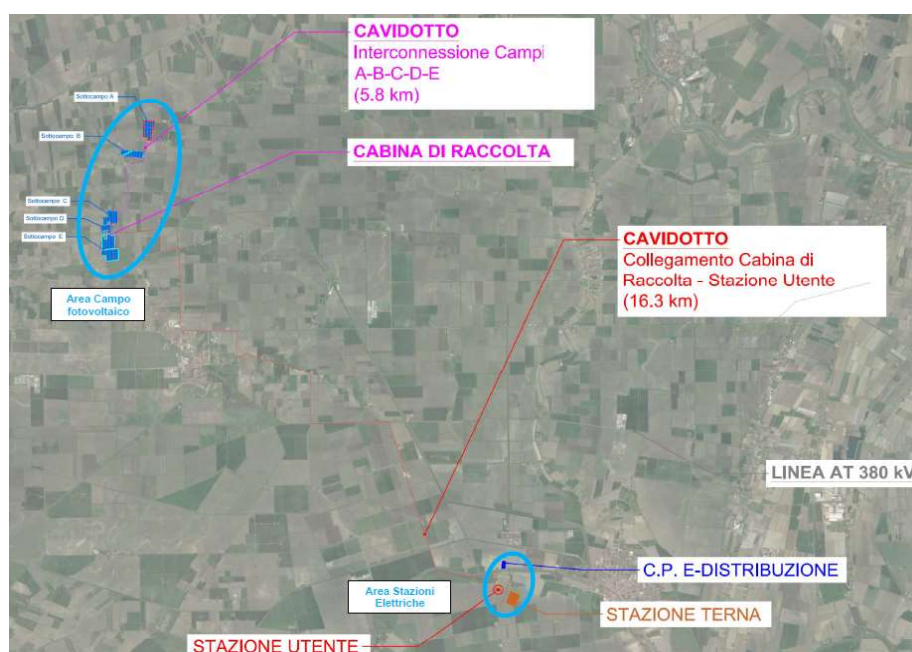 CAVIDOTTO
Interconnessione Campi
A-B-C-D-E
(5.8 km)
Sottocampo A
Sottocampo B
CABINA DI RACCOLTA
Sottocampo C
Sottocampo D
Sottocampo E
CAVIDOTTO
Collegamento Cabina di
Raccolta - Stazione Utente
(16.3 km)
Area Campo
fotovoltaico
LINEA AT 380 kV
C.P. E-DISTRIBUZIONE
Area Stazioni
Elettriche
STAZIONE TERNA
STAZIONE UTENTE